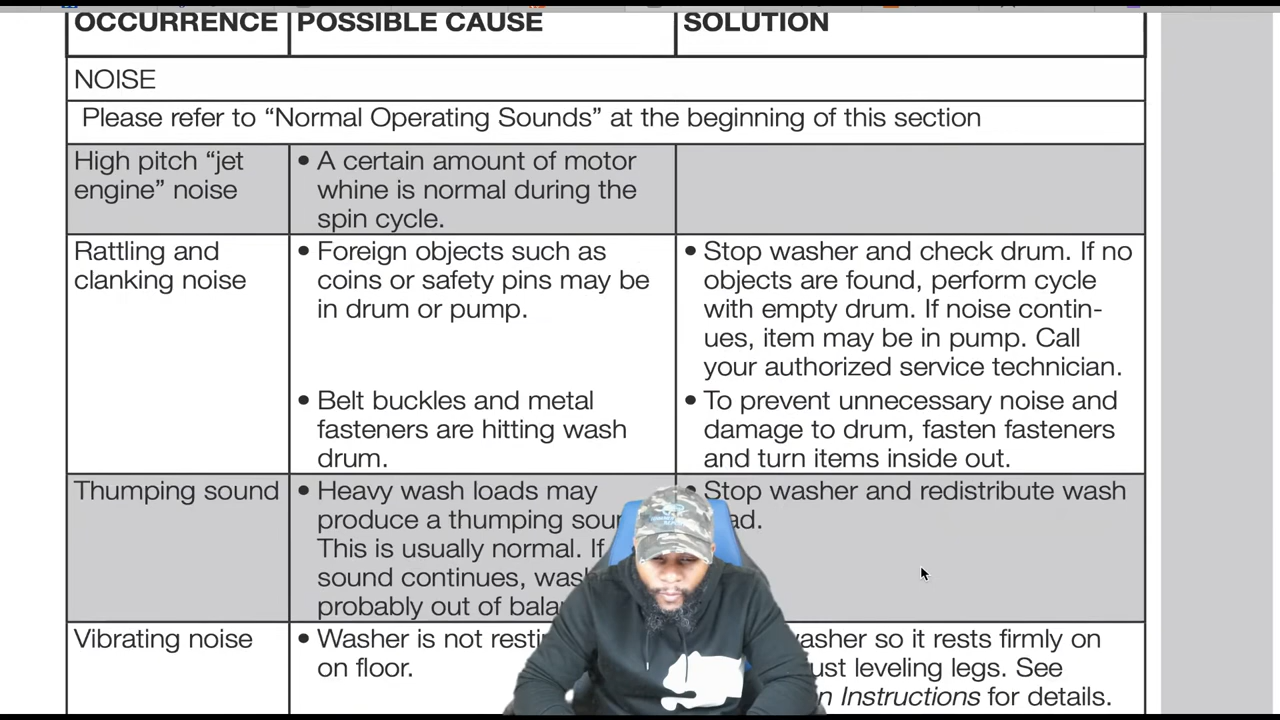 OCCURRENCE POSSIBLE CAUSE SOLUTION
NOISE
Please refer to “Normal Operating Sounds” at the beginning of this section
High pitch “jet
engine” noise
• A certain amount of motor
whine is normal during the
spin cycle.
Rattling and
clanking noise
• Foreign objects such as
coins or safety pins may be
in drum or pump.
• Stop washer and check drum. If no
objects are found, perform cycle
with empty drum. If noise contin-
ues, item may be in pump. Call
your authorized service technician.
• Belt buckles and metal
fasteners are hitting wash
drum.
• To prevent unnecessary noise and
damage to drum, fasten fasteners
and turn items inside out.
Thumping sound
• Heavy wash loads may
produce a thumping
This is usually normal. If
sound continues,
probably out of
• Stop washer and redistribute wash
Vibrating noise
• Washer is not
on floor.
so it rests firmly on
leveling legs. See
Instructions for details.